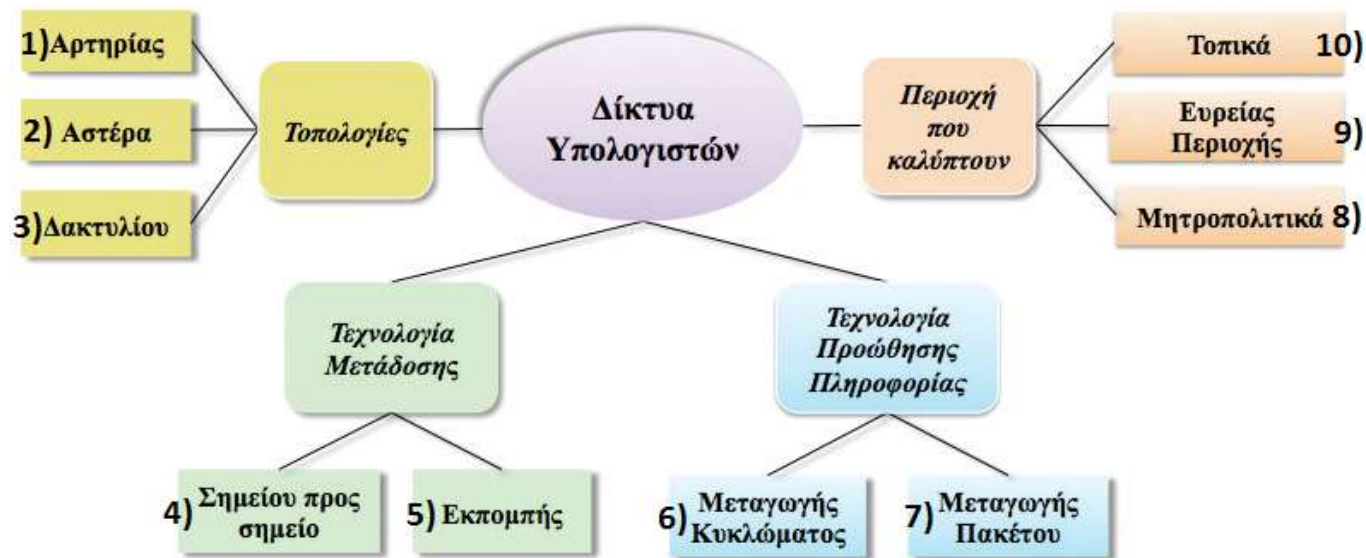 1) Αρτηρίας
2) Αστέρα
3) Δακτυλίου
Τοπολογίες
Δίκτυα
Υπολογιστών
Περιοχή
που
καλύπτουν
Τοπικά 10)
Ευρείας
Περιοχής 9)
Μητροπολιτικά 8)
Τεχνολογία
Μετάδοσης
Τεχνολογία
Προώθησης
Πληροφορίας
4) Σημείου προς
σημείο
5) Εκπομπής
6) Μεταγωγής
Κυκλώματος
7) Μεταγωγής
Πακέτου